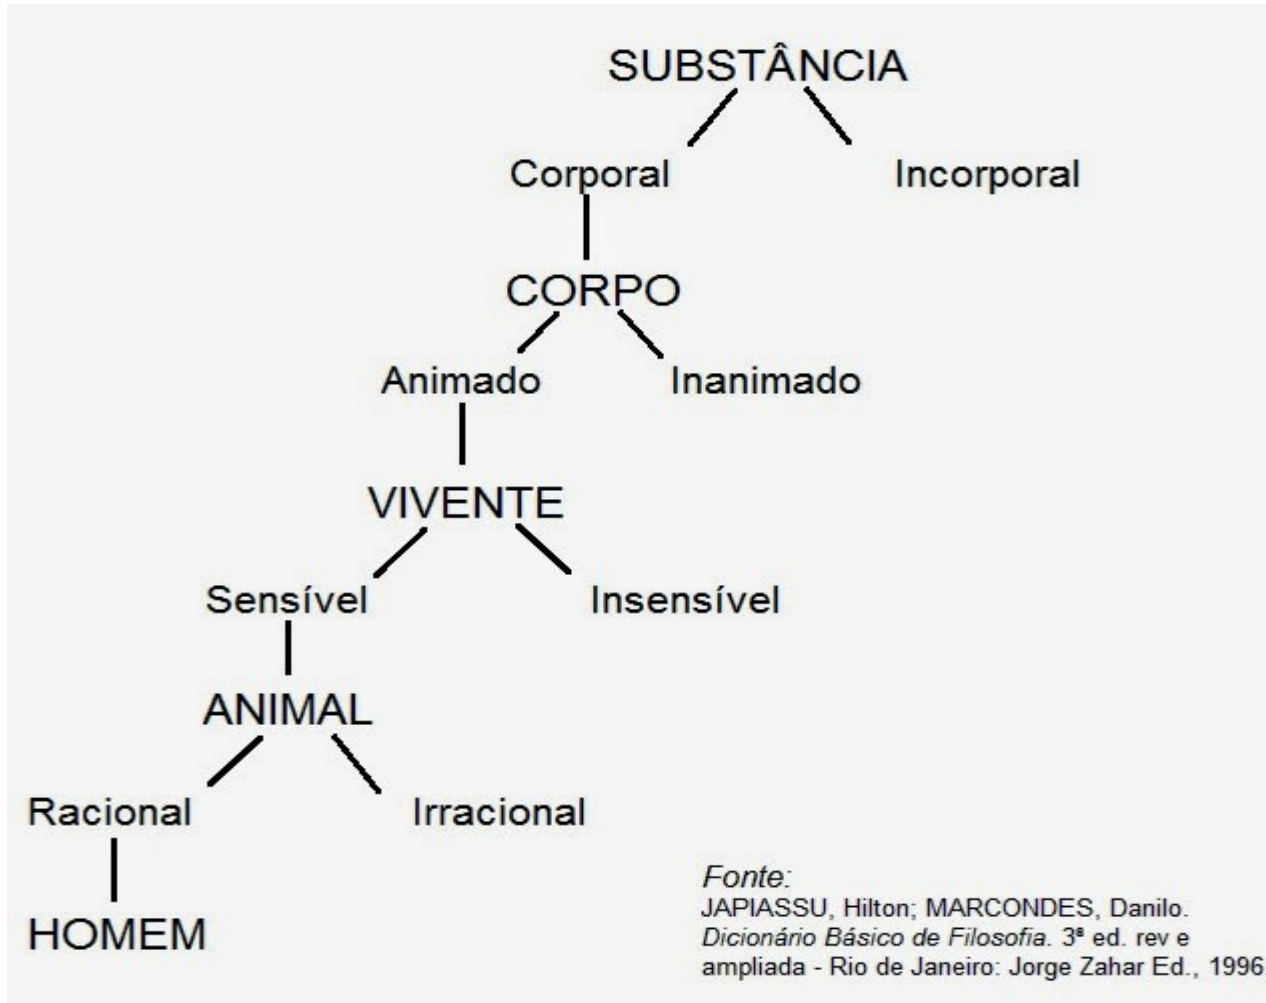 SUBSTÂNCIA
Corporal Incorporal
CORPO
Animado Inanimado
VIVENTE
Sensível Insensível
ANIMAL
Racional Irracional
HOMEM
Fonte:
JAPIASSU, Hilton; MARCONDES, Danilo.
Dicionário Básico de Filosofia. 3ª ed. rev e
ampliada - Rio de Janeiro: Jorge Zahar Ed., 1996